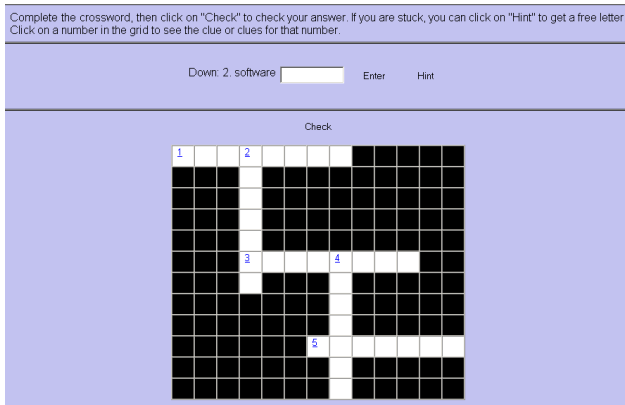 Complete the crossword, then click on "Check" to check your answer. If you are stuck, you can click on "Hint" to get a free letter
Click on a number in the grid to see the clue or clues for that number.
Down: 2. software Enter Hint
Check
1 2
3 4
5